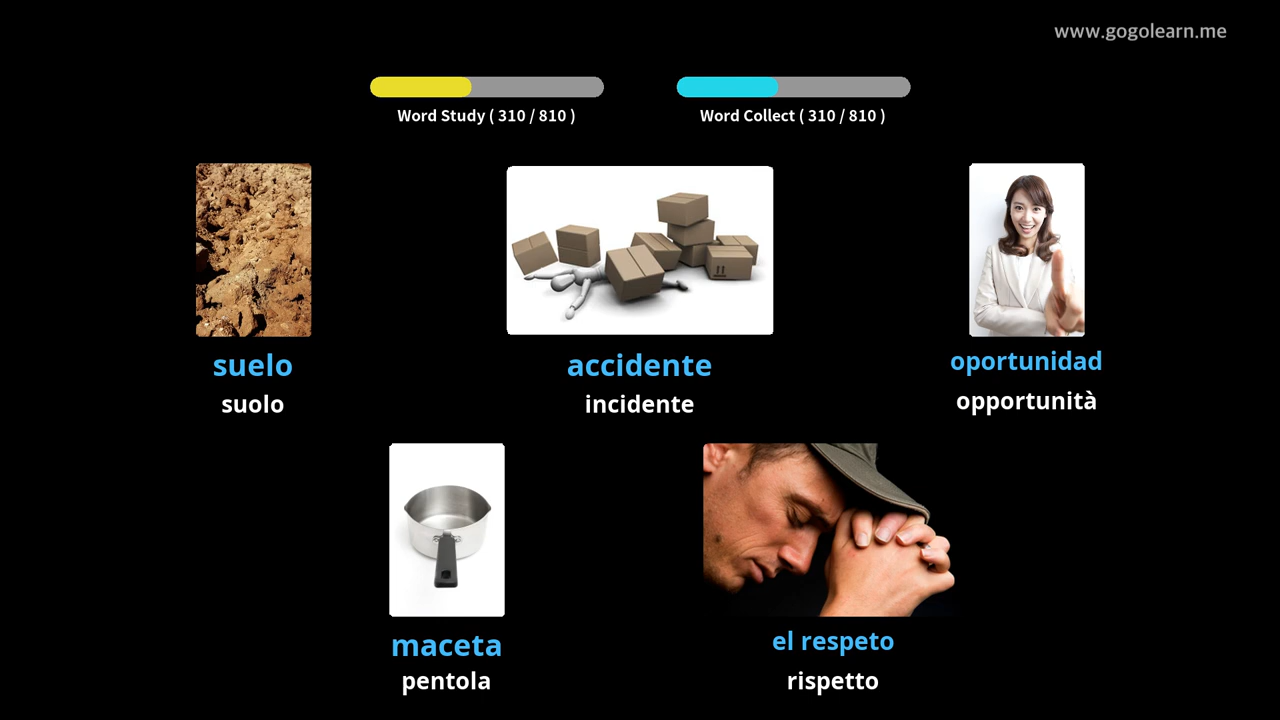 www.gogolearn.me
Word Study ( 310 / 810 )
Word Collect ( 310 / 810 )
suelo
suolo
accidente
incidente
oportunidad
opportunità
maceta
pentola
el respeto
rispetto